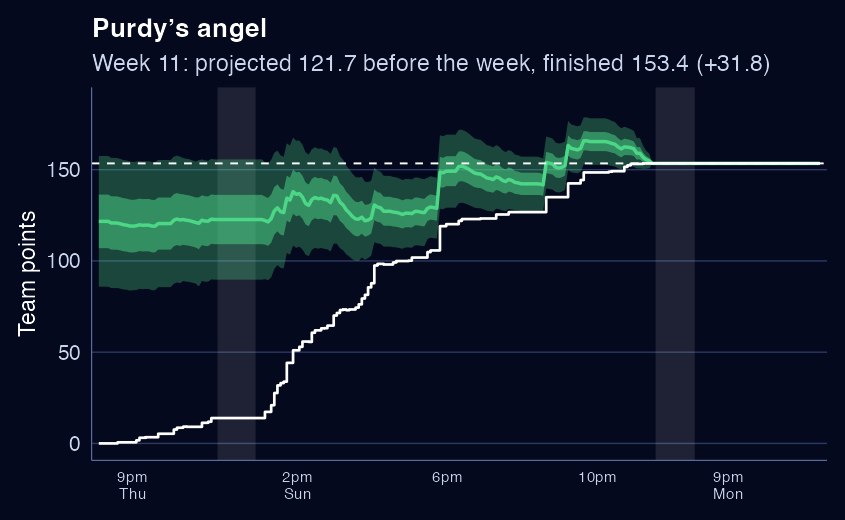 Purdy’s angel
Week 11: projected 121.7 before the week, finished 153.4 (+31.8)
Team points
150
100
50
0
9pm
Thu
2pm
Sun
6pm
10pm
9pm
Mon